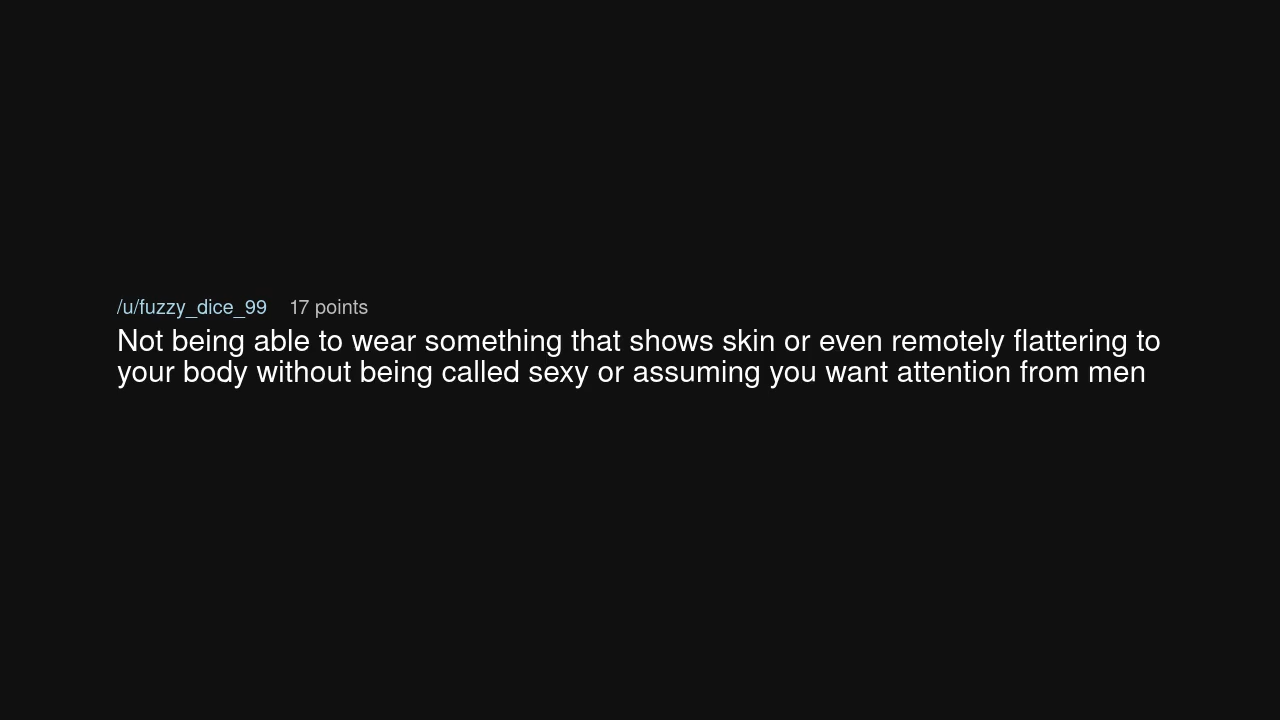 /u/fuzzy_dice_99 17 points
Not being able to wear something that shows skin or even remotely flattering to
your body without being called sexy or assuming you want attention from men